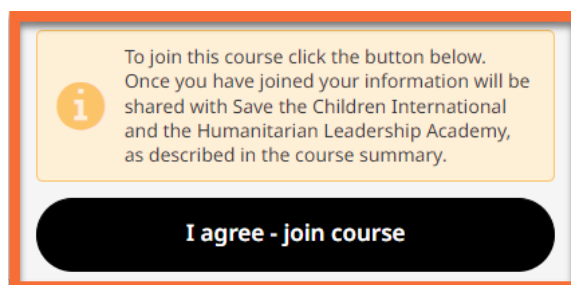 To join this course click the button below.
Once you have joined your information will be
shared with Save the Children International
and the Humanitarian Leadership Academy,
as described in the course summary.
I agree - join course